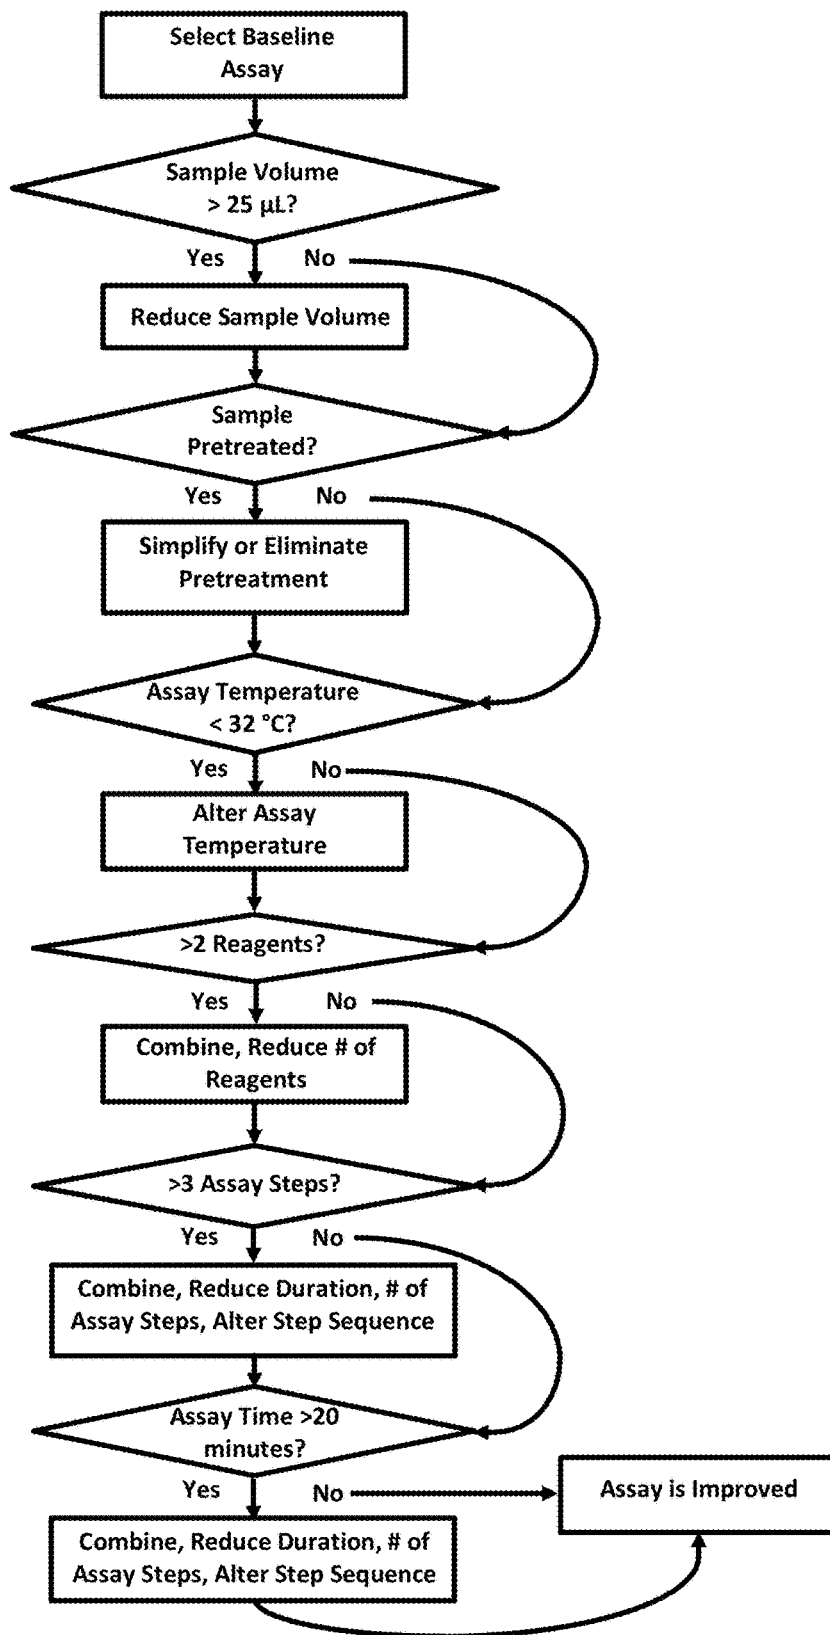 Select Baseline
Assay
Sample Volume
> 25 µL?
Yes No
Reduce Sample Volume
Sample
Pretreated?
Yes No
Simplify or Eliminate
Pretreatment
Assay Temperature
< 32 °C?
Yes No
Alter Assay
Temperature
>2 Reagents?
Yes No
Combine, Reduce # of
Reagents
>3 Assay Steps?
Yes No
Combine, Reduce Duration, # of
Assay Steps, Alter Step Sequence
Assay Time >20
minutes?
Yes No
Assay is Improved
Combine, Reduce Duration, # of
Assay Steps, Alter Step Sequence